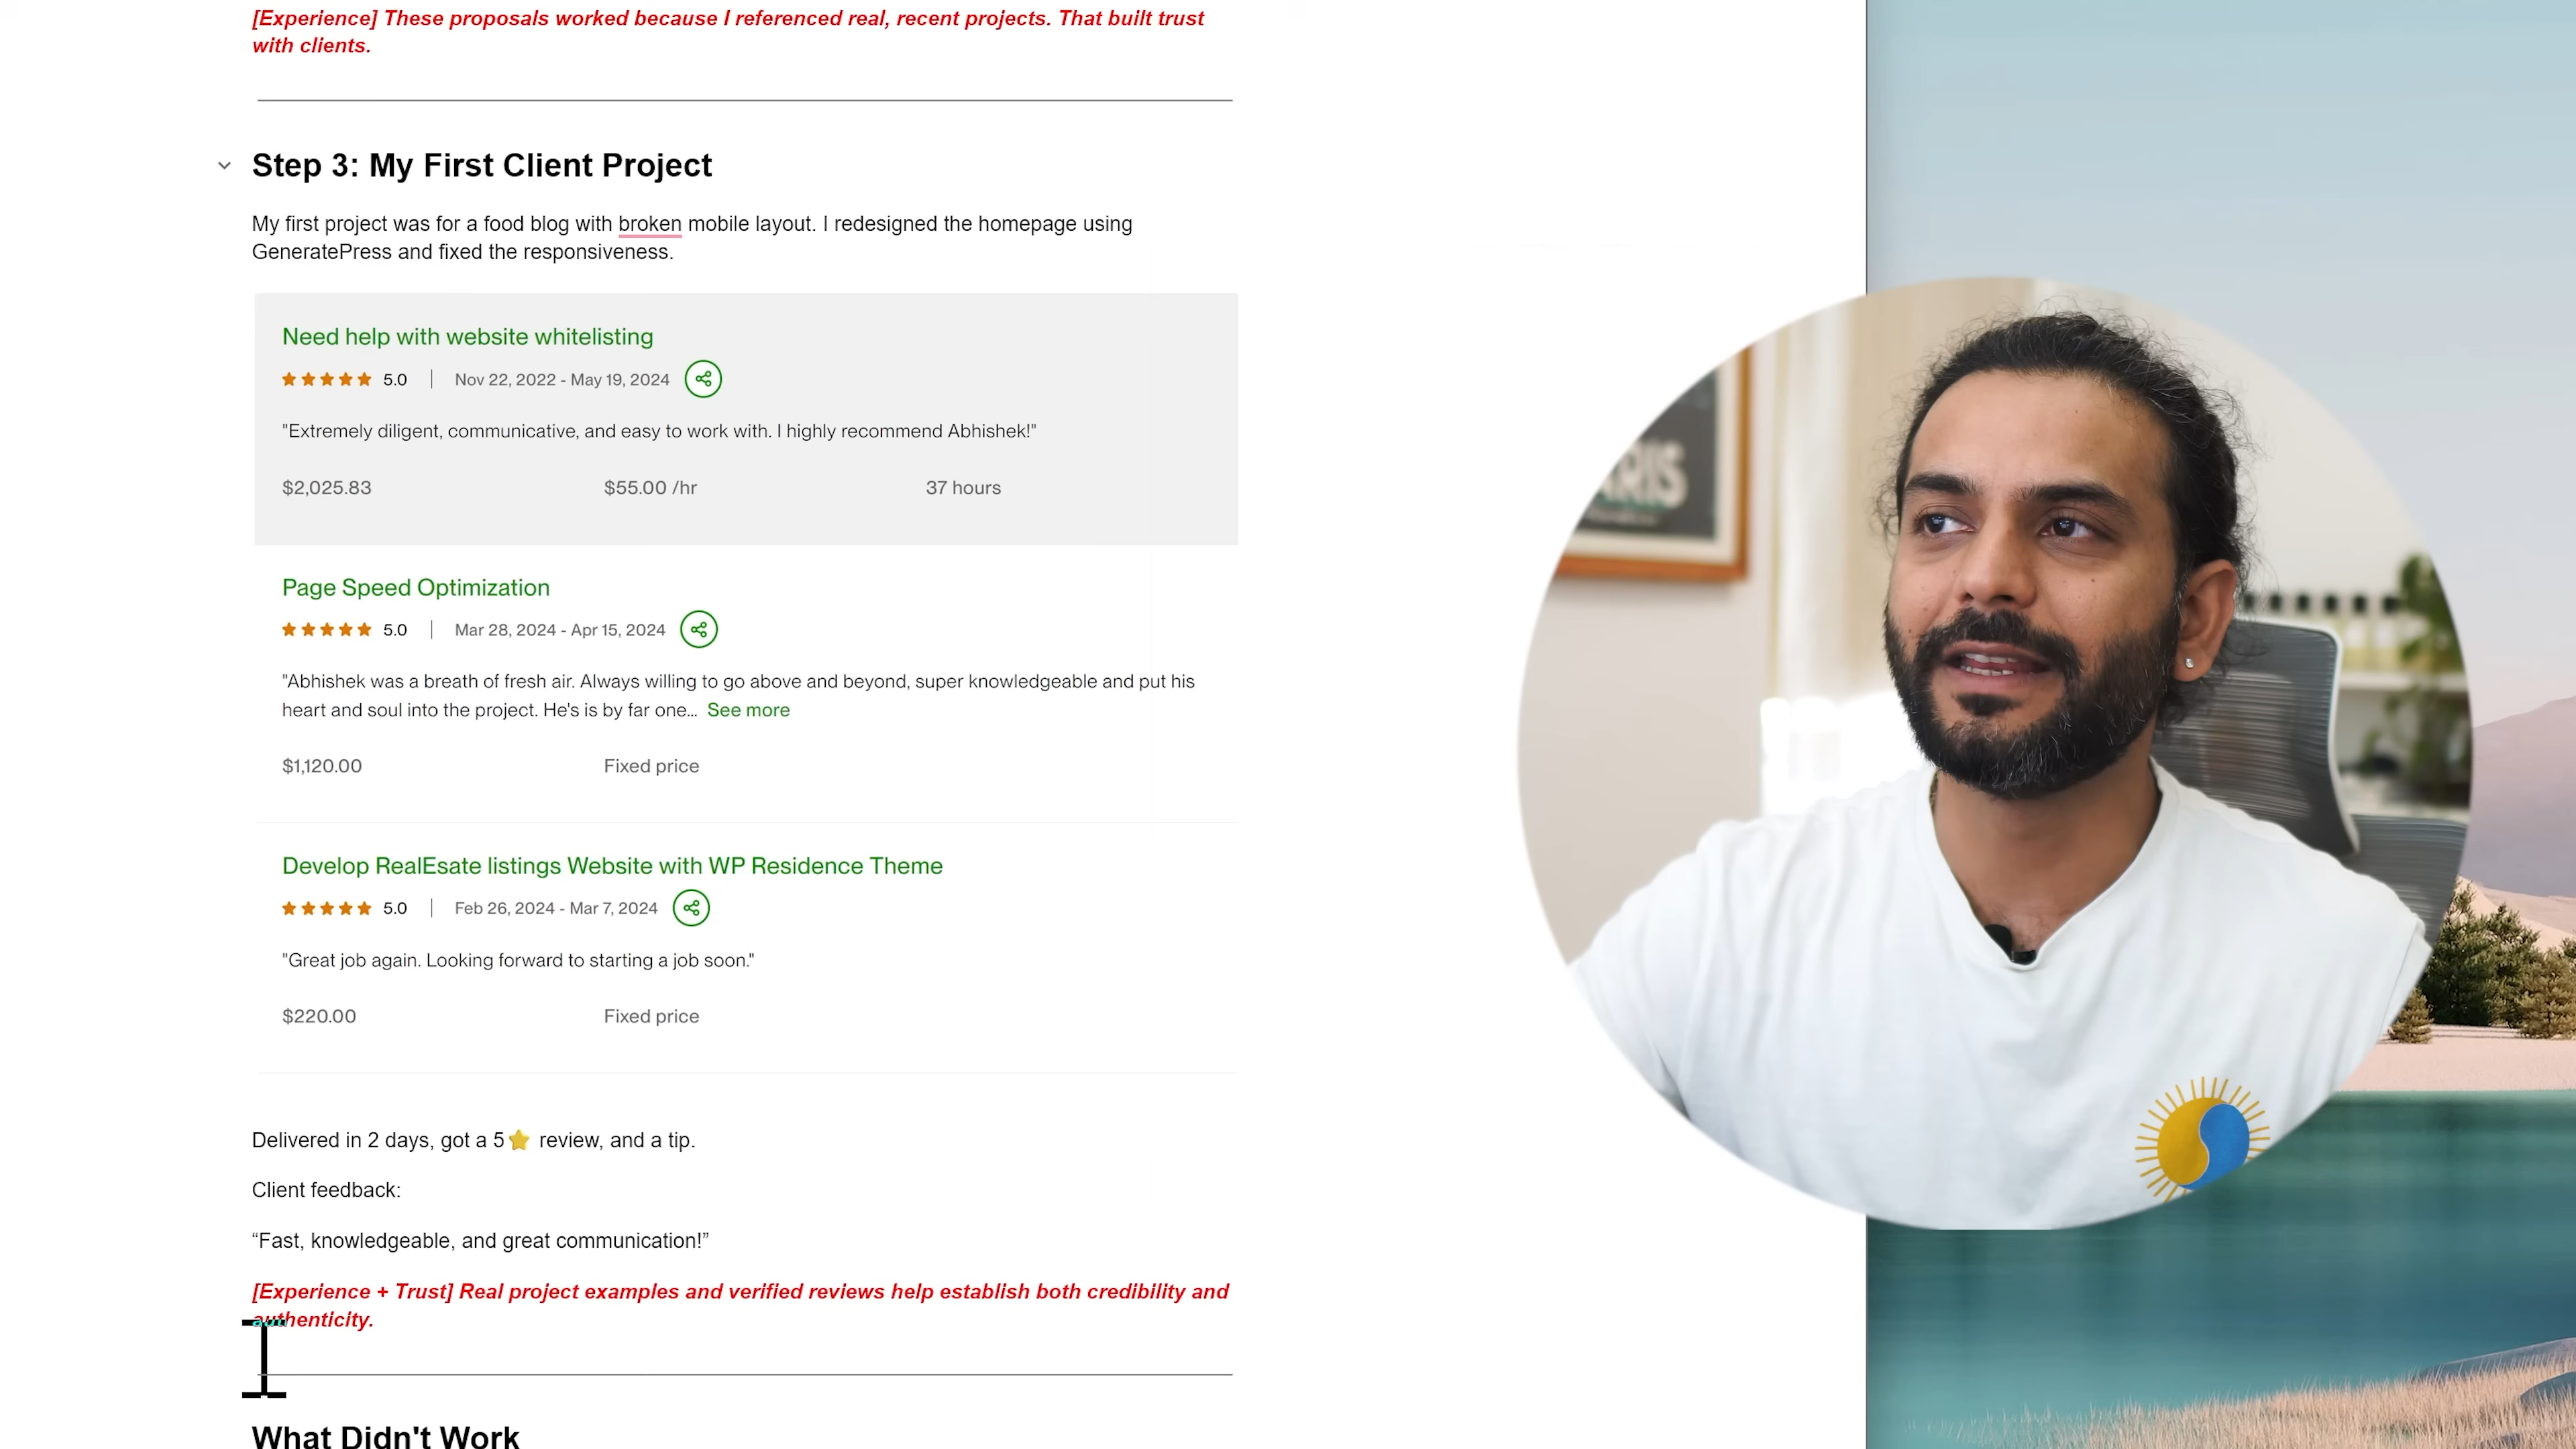 [Experience] These proposals worked because I referenced real, recent projects. That built trust
with clients.
Step 3: My First Client Project
My first project was for a food blog with broken mobile layout. I redesigned the homepage using
GeneratePress and fixed the responsiveness.
Need help with website whitelisting
5.0 | Nov 22, 2022 - May 19, 2024
"Extremely diligent, communicative, and easy to work with. I highly recommend Abhishek!"
$2,025.83 $55.00 /hr 37 hours
Page Speed Optimization
5.0 | Mar 28, 2024 - Apr 15, 2024
"Abhishek was a breath of fresh air. Always willing to go above and beyond, super knowledgeable and put his
heart and soul into the project. He's is by far one... See more
$1,120.00 Fixed price
Develop RealEsate listings Website with WP Residence Theme
5.0 | Feb 26, 2024 - Mar 7, 2024
"Great job again. Looking forward to starting a job soon."
$220.00 Fixed price
Delivered in 2 days, got a 5⭐ review, and a tip.
Client feedback:
“Fast, knowledgeable, and great communication!”
[Experience + Trust] Real project examples and verified reviews help establish both credibility and
authenticity.
What Didn't Work